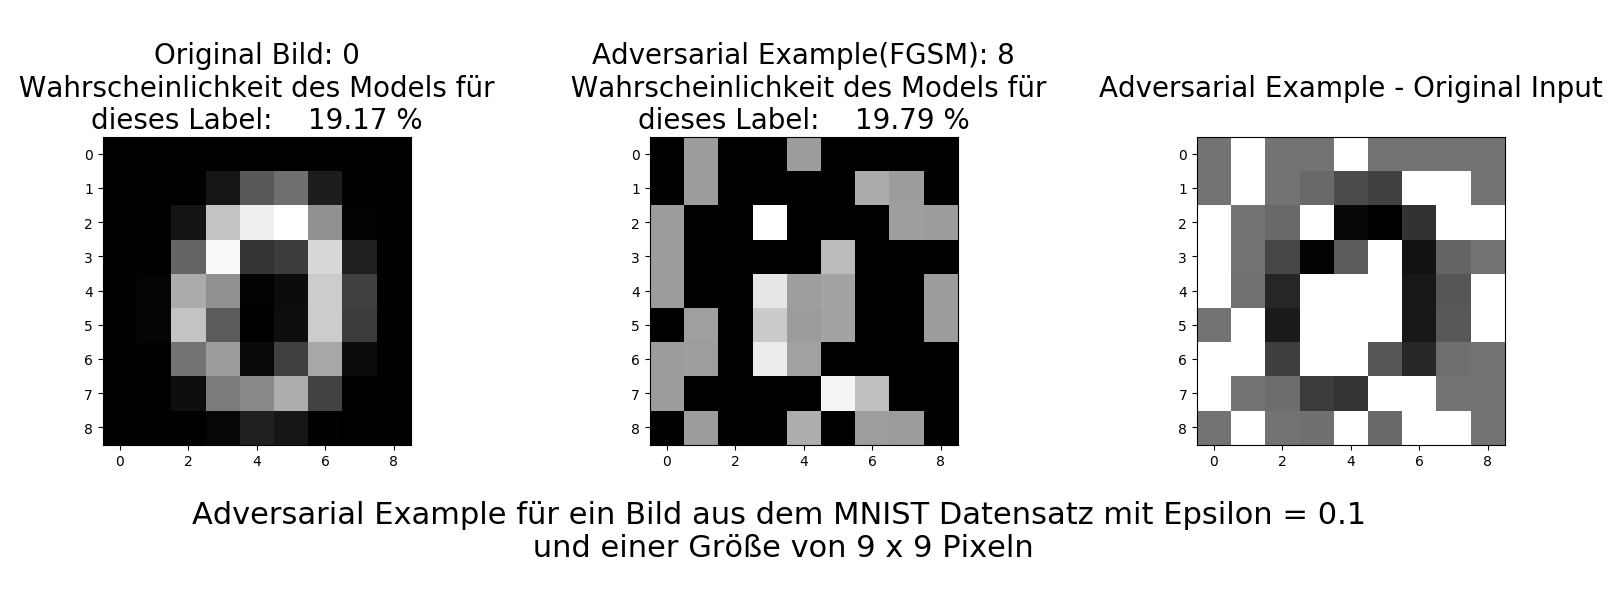 Original Bild: 0
Wahrscheinlichkeit des Models für
dieses Label: 19.17 %
Adversarial Example(FGSM): 8
Wahrscheinlichkeit des Models für
dieses Label: 19.79 %
Adversarial Example - Original Input
0
1
2
3
4
5
6
7
8
0 2 4 6 8
0
1
2
3
4
5
6
7
8
0 2 4 6 8
0
1
2
3
4
5
6
7
8
0 2 4 6 8
Adversarial Example für ein Bild aus dem MNIST Datensatz mit Epsilon = 0.1
und einer Größe von 9 x 9 Pixeln